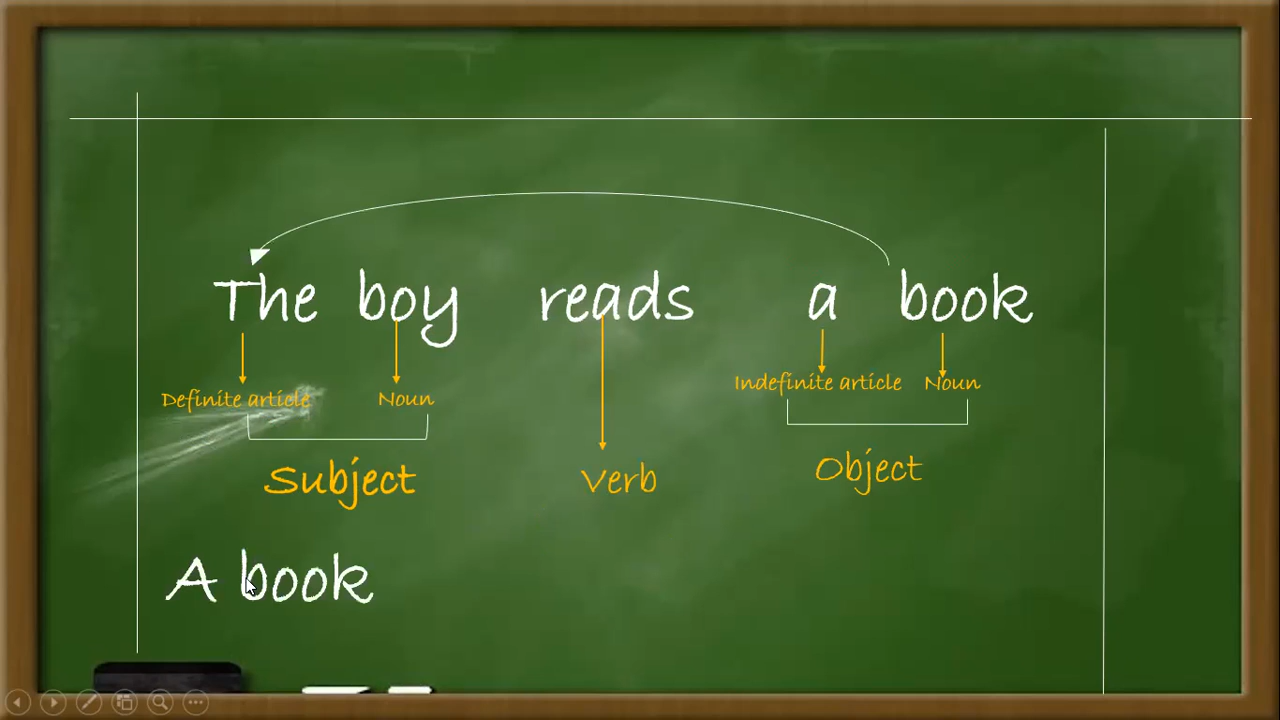 The boy reads a book
Definite article Noun Indefinite article Noun
Subject Verb Object
A book